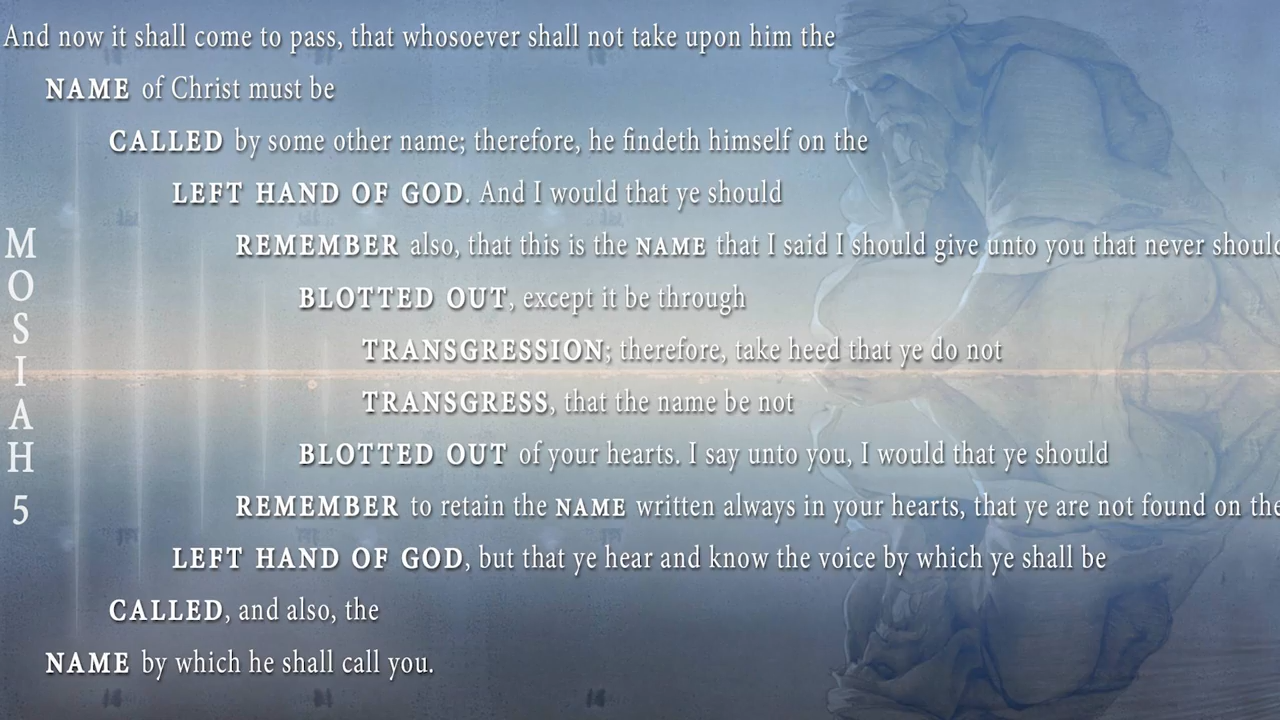 And now it shall come to pass, that whosoever shall not take upon him the
NAME of Christ must be
CALLED by some other name; therefore, he findeth himself on the
LEFT HAND OF GOD. And I would that ye should
REMEMBER also, that this is the NAME that I said I should give unto you that never should
BLOTTED OUT, except it be through
TRANSGRESSION; therefore, take heed that ye do not
TRANSGRESS, that the name be not
BLOTTED OUT of your hearts. I say unto you, I would that ye should
REMEMBER to retain the NAME written always in your hearts, that ye are not found on the
LEFT HAND OF GOD, but that ye hear and know the voice by which ye shall be
CALLED, and also, the
NAME by which he shall call you.
MOSIAH 5